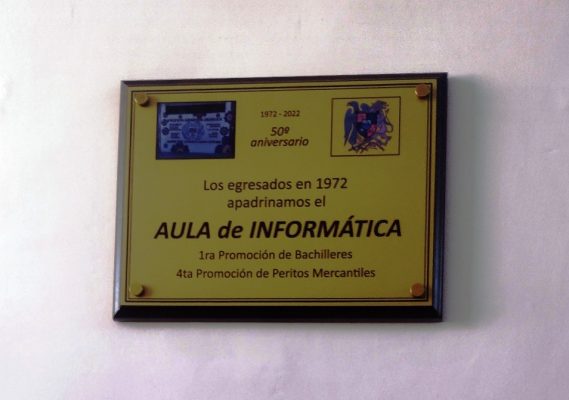 1972 - 2022
50º
aniversario
Los egresados en 1972
apadrinamos el
AULA de INFORMÁTICA
1ra Promoción de Bachilleres
4ta Promoción de Peritos Mercantiles